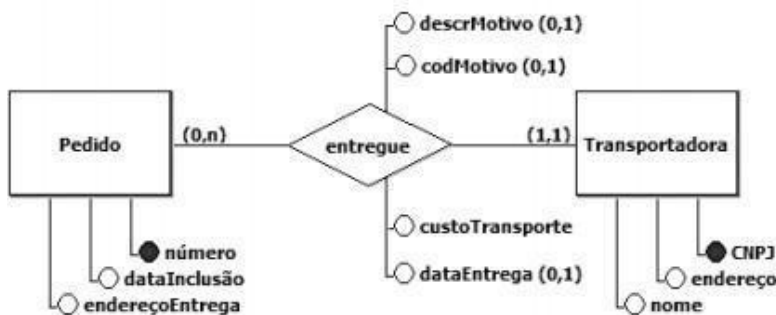 descrMotivo (0,1)
codMotivo (0,1)
Pedido
(0,n)
entregue
(1,1)
Transportadora
custoTransporte
dataEntrega (0,1)
número
dataInclusão
endereçoEntrega
CNPJ
endereço
nome